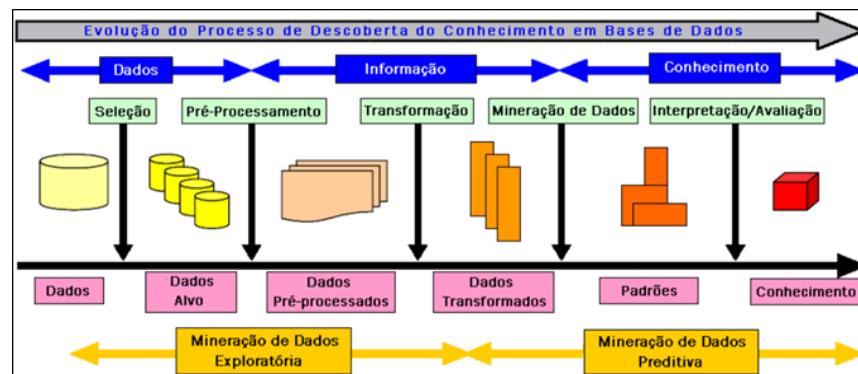 Evolução do Processo de Descoberta do Conhecimento em Bases de Dados
Dados
Informação
Conhecimento
Seleção
Pré-Processamento
Transformação
Mineração de Dados
Interpretação/Avaliação
Dados
Dados
Alvo
Dados
Pré-processados
Dados
Transformados
Padrões
Conhecimento
Mineração de Dados
Exploratória
Mineração de Dados
Preditiva